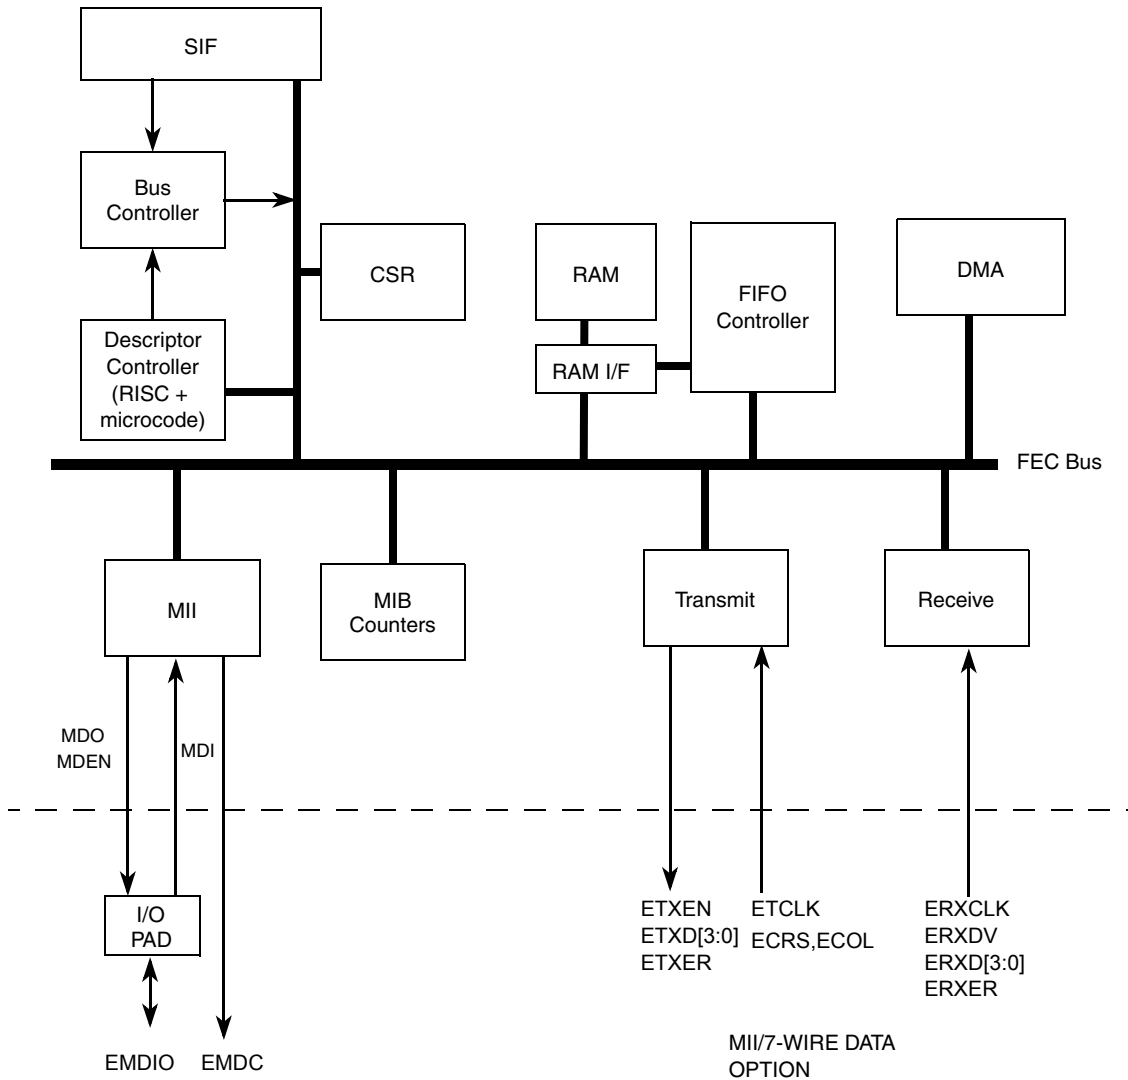 SIF
Bus
Controller
CSR
RAM
FIFO
Controller
DMA
Descriptor
Controller
(RISC +
microcode)
RAM I/F
FEC Bus
MII
MIB
Counters
Transmit
Receive
MDO
MDEN
MDI
I/O
PAD
ETXEN
ETXD[3:0]
ETXER
ETCLK
ECRS,ECOL
ERXCLK
ERXDV
ERXD[3:0]
ERXER
EMDIO
EMDC
MII/7-WIRE DATA
OPTION